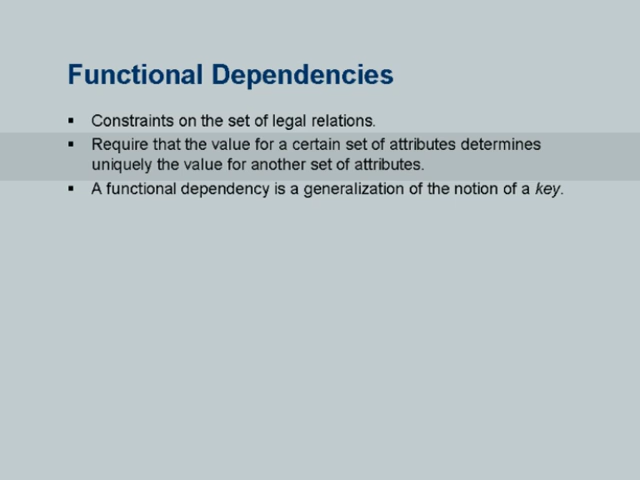 Functional Dependencies
▪ Constraints on the set of legal relations.
▪ Require that the value for a certain set of attributes determines
uniquely the value for another set of attributes.
▪ A functional dependency is a generalization of the notion of a key.